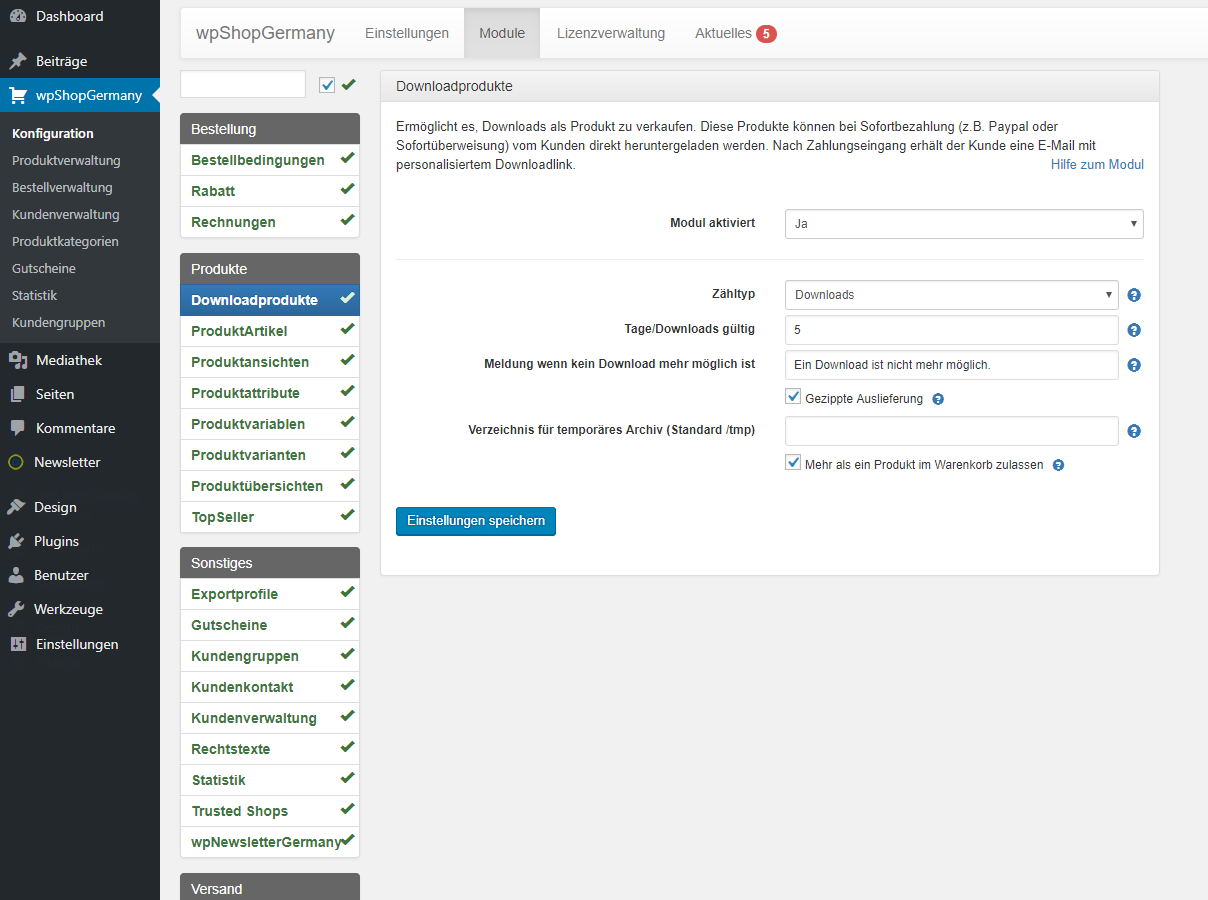 Dashboard
Beiträge
wpShopGermany
Konfiguration
Produktverwaltung
Bestellverwaltung
Kundenverwaltung
Produktkategorien
Gutscheine
Statistik
Kundengruppen
Mediathek
Seiten
Kommentare
Newsletter
Design
Plugins
Benutzer
Werkzeuge
Einstellungen
wpShopGermany Einstellungen Module Lizenzverwaltung Aktuelles 5
Bestellung
Bestellbedingungen
Rabatt
Rechnungen
Produkte
Downloadprodukte
ProduktArtikel
Produktansichten
Produktattribute
Produktvariablen
Produktvarianten
Produktübersichten
TopSeller
Sonstiges
Exportprofile
Gutscheine
Kundengruppen
Kundenkontakt
Kundenverwaltung
Rechtstexte
Statistik
Trusted Shops
wpNewsletterGermany
Versand
Downloadprodukte
Ermöglicht es, Downloads als Produkt zu verkaufen. Diese Produkte können bei Sofortbezahlung (z.B. Paypal oder
Sofortüberweisung) vom Kunden direkt heruntergeladen werden. Nach Zahlungseingang erhält der Kunde eine E-Mail mit
personalisiertem Downloadlink. Hilfe zum Modul
Modul aktiviert Ja
Zähltyp Downloads
Tage/Downloads gültig 5
Meldung wenn kein Download mehr möglich ist Ein Download ist nicht mehr möglich.
Gezippte Auslieferung
Verzeichnis für temporäres Archiv (Standard /tmp)
Mehr als ein Produkt im Warenkorb zulassen
Einstellungen speichern